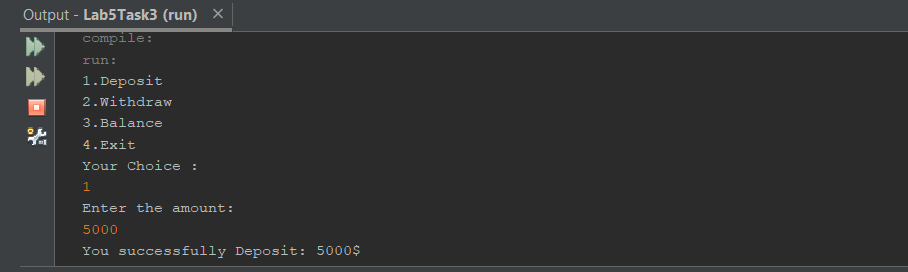 Output - Lab5Task3 (run) ×
compile:
run:
1.Deposit
2.Withdraw
3.Balance
4.Exit
Your Choice :
1
Enter the amount:
5000
You successfully Deposit: 5000$